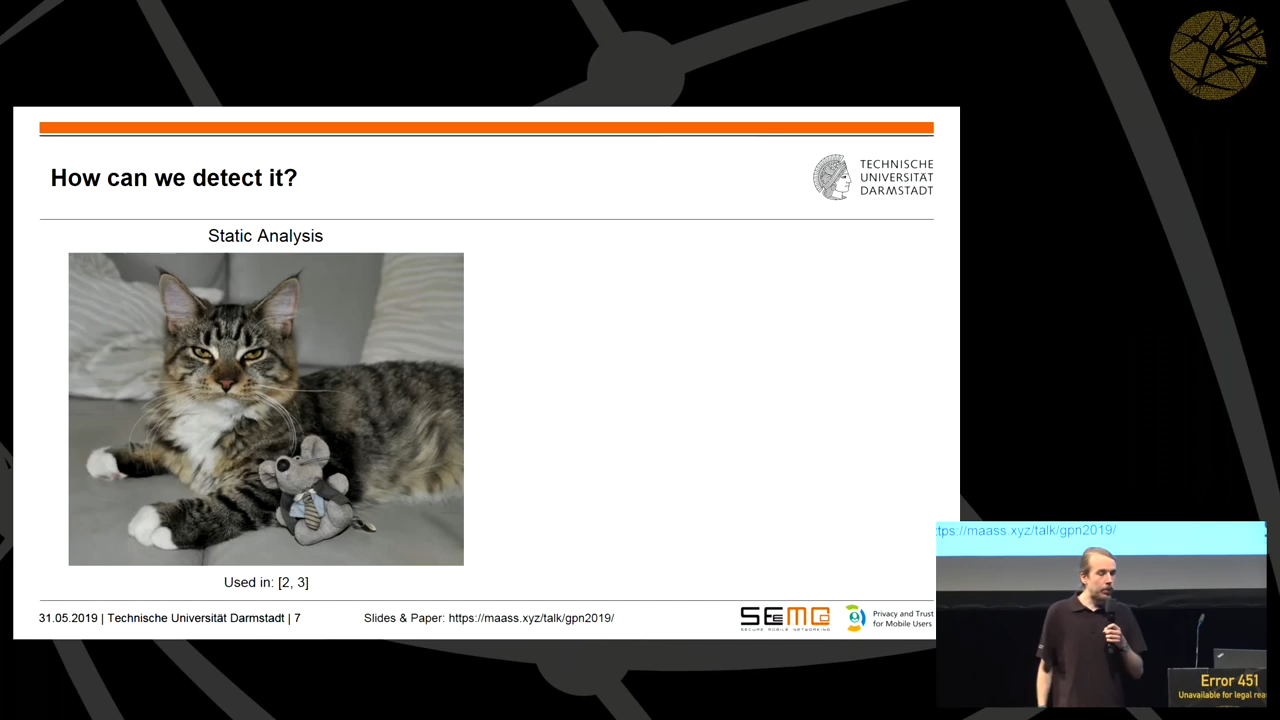 How can we detect it?
TECHNISCHE
UNIVERSITÄT
DARMSTADT
Static Analysis
Used in: [2, 3]
31.05.2019 | Technische Universität Darmstadt | 7
Slides & Paper: https://maass.xyz/talk/gpn2019/
SEMO
SECURE MOBILE NETWORKING
Privacy and Trust
for Mobile Users
tps://maass.xyz/talk/gpn2019/
Error 451
Unavailable for legal rea